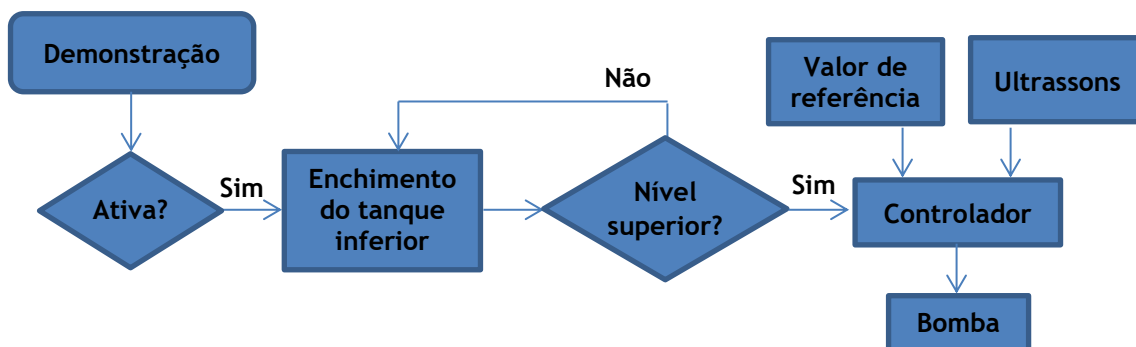 Demonstração
Ativa?
Sim
Enchimento
do tanque
inferior
Não
Nível
superior?
Sim
Valor de
referência
Ultrassons
Controlador
Bomba